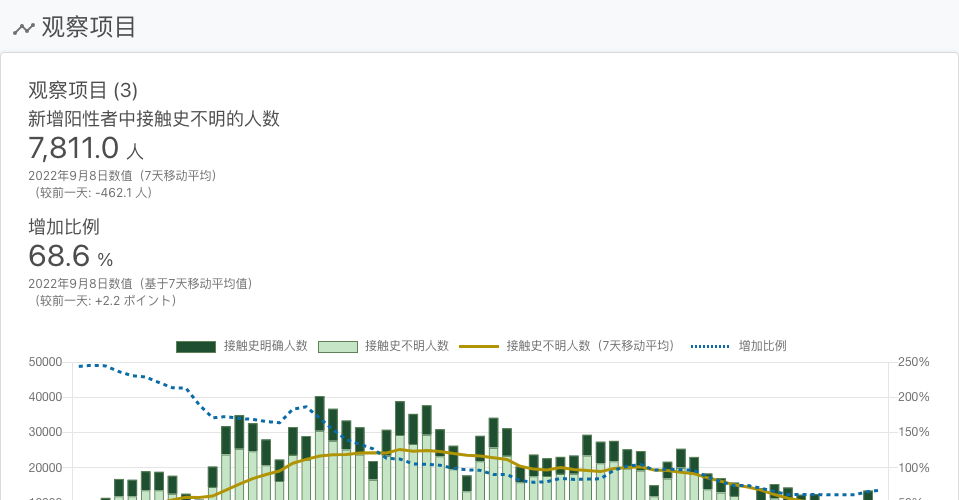 观察项目
观察项目 (3)
新增阳性者中接触史不明的人数
7,811.0 人
2022年9月8日数值（7天移动平均）
（较前一天: -462.1 人）
增加比例
68.6 %
2022年9月8日数值（基于7天移动平均值）
（较前一天: +2.2 ポイント）
接触史明确人数 接触史不明人数 接触史不明人数（7天移动平均） 增加比例
50000 250%
40000 200%
30000 150%
20000 100%
10000 50%